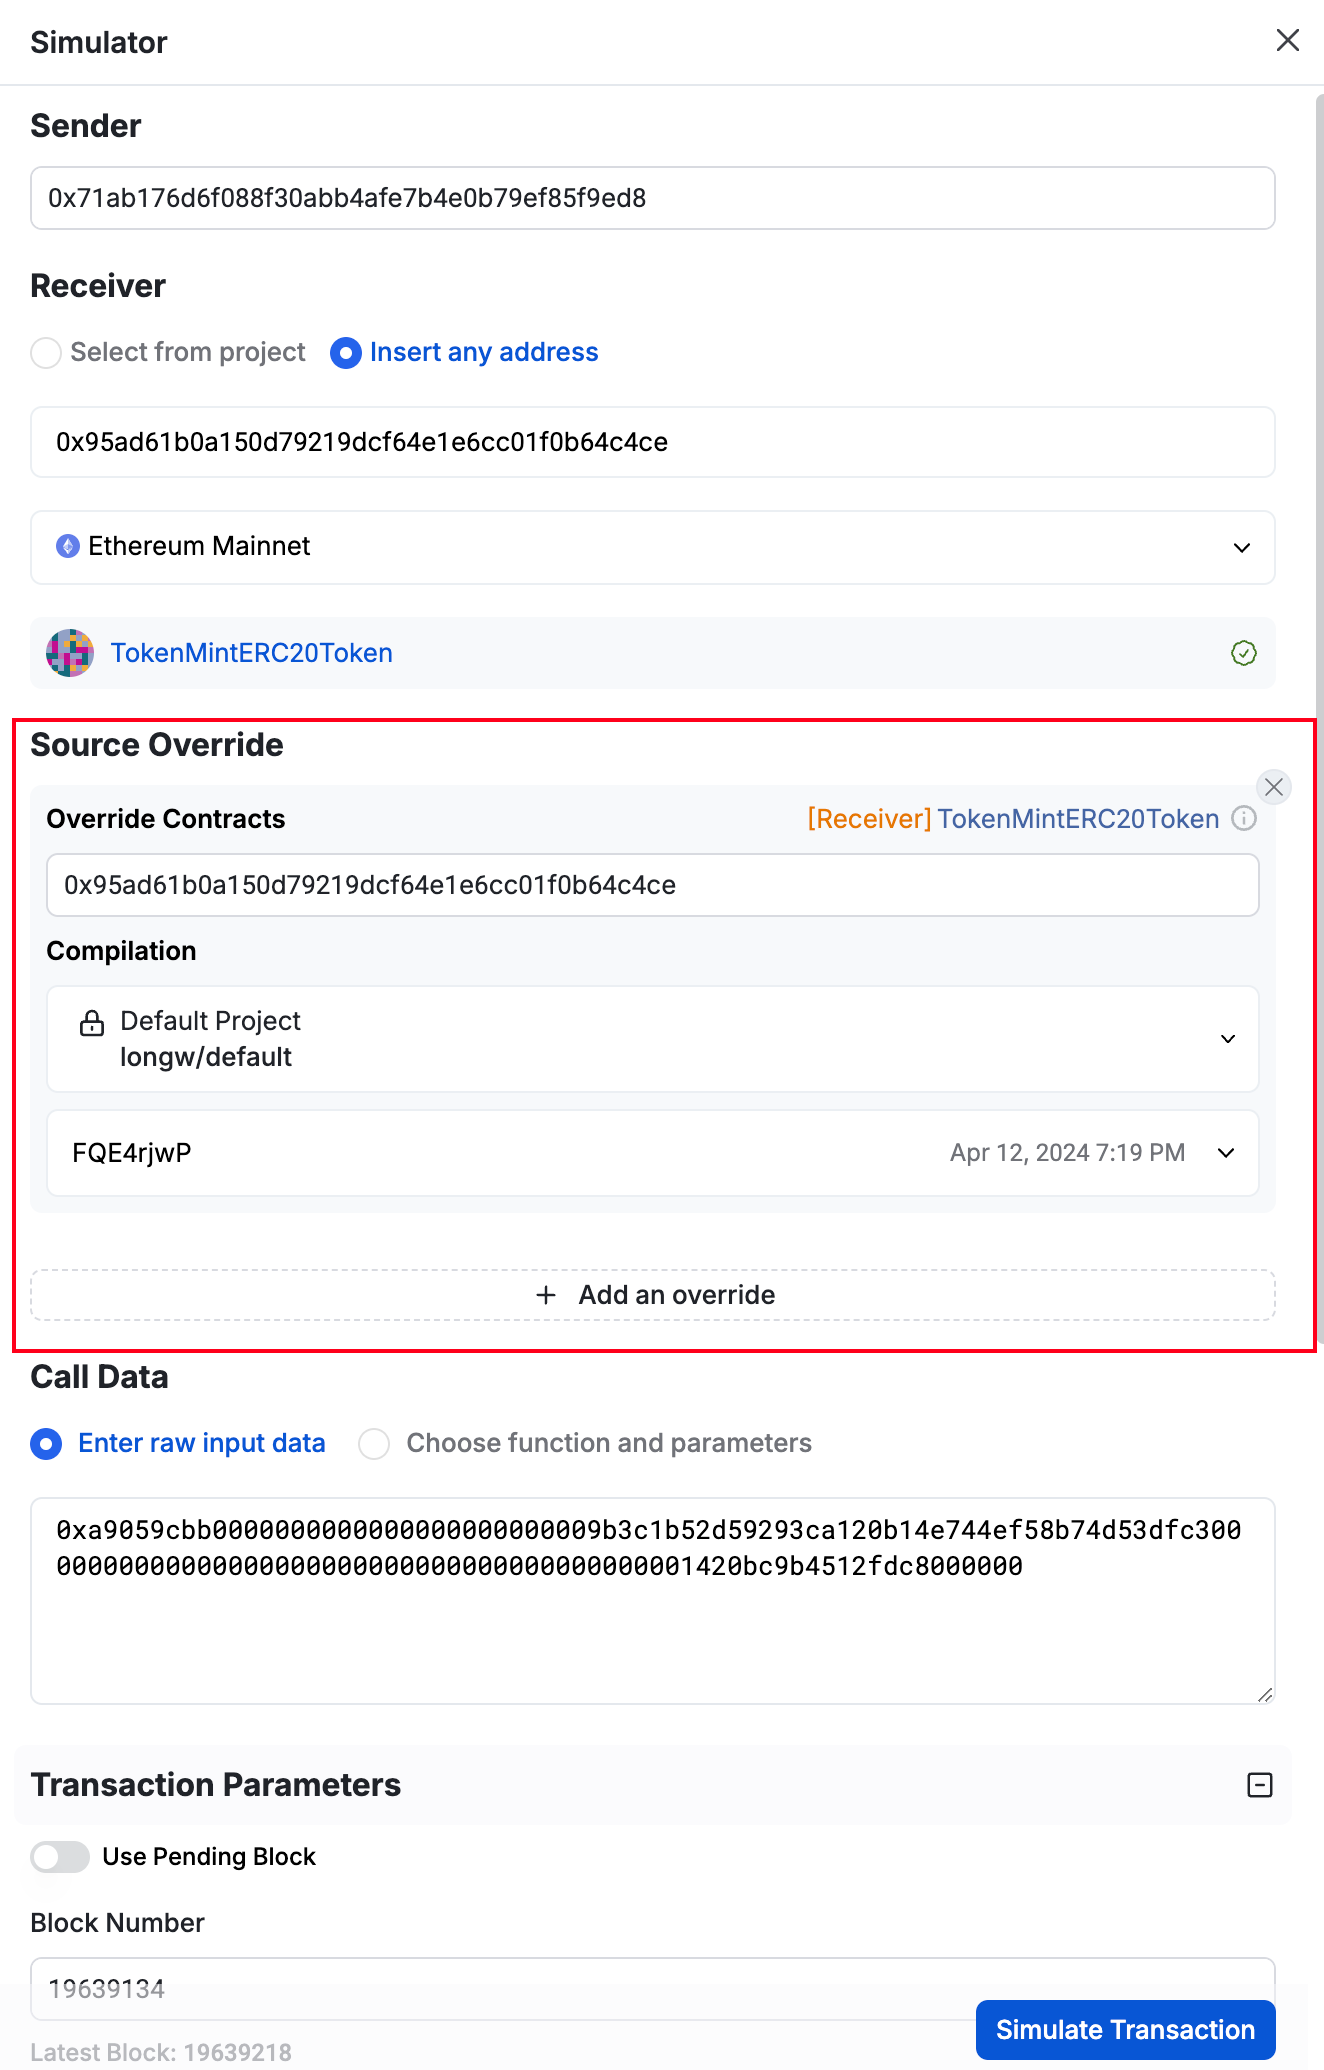 Simulator
Sender
0x71ab176d6f088f30abb4afe7b4e0b79ef85f9ed8
Receiver
Select from project Insert any address
0x95ad61b0a150d79219dcf64e1e6cc01f0b64c4ce
Ethereum Mainnet
TokenMintERC20Token
Source Override
Override Contracts [Receiver] TokenMintERC20Token
0x95ad61b0a150d79219dcf64e1e6cc01f0b64c4ce
Compilation
Default Project
longw/default
FQE4rjwP Apr 12, 2024 7:19 PM
+ Add an override
Call Data
Enter raw input data Choose function and parameters
0xa9059cbb0000000000000000000000009b3c1b52d59293ca120b14e744ef58b74d53dfc300
00000000000000000000000000000000000000001420bc9b4512fdc8000000
Transaction Parameters
Use Pending Block
Block Number
19639134
Simulate Transaction
Latest Block: 19639218